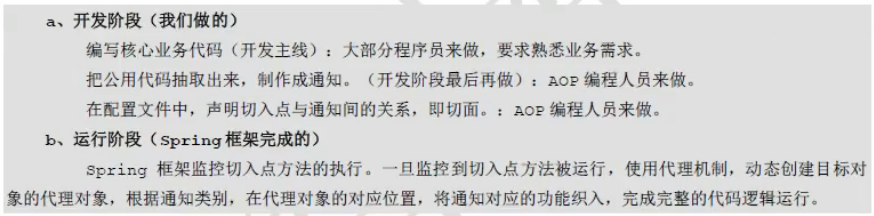 a、开发阶段（我们做的）
编写核心业务代码（开发主线）：大部分程序员来做，要求熟悉业务需求。
把公用代码抽取出来，制作成通知。（开发阶段最后再做）：AOP 编程人员来做。
在配置文件中，声明切入点与通知间的关系，即切面。：AOP 编程人员来做。
b、运行阶段（Spring 框架完成的）
Spring 框架监控切入点方法的执行。一旦监控到切入点方法被运行，使用代理机制，动态创建目标对
象的代理对象，根据通知类别，在代理对象的对应位置，将通知对应的功能织入，完成完整的代码逻辑运行。